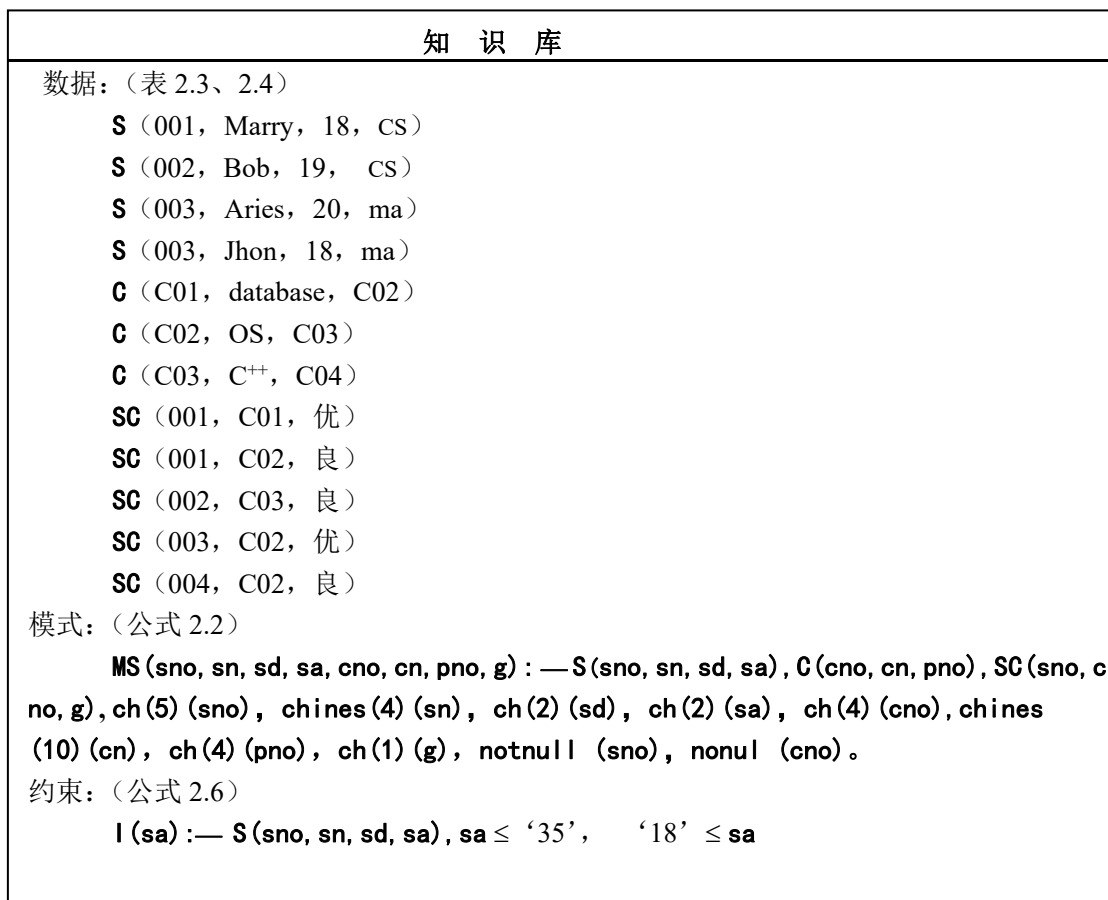 知 识 库
数据：（表 2.3、2.4）
S（001，Marry，18，CS）
S（002，Bob，19， CS）
S（003，Aries，20，ma）
S（003，Jhon，18，ma）
C（C01，database，C02）
C（C02，OS，C03）
C（C03，C++，C04）
SC（001，C01，优）
SC（001，C02，良）
SC（002，C03，良）
SC（003，C02，优）
SC（004，C02，良）
模式：（公式 2.2）
MS(sno,sn,sd,sa,cno,cn,pno,g):—S(sno,sn,sd,sa),C(cno,cn,pno),SC(sno,c
no,g),ch(5)(sno)，chines(4)(sn)，ch(2)(sd)，ch(2)(sa)，ch(4)(cno),chines
(10)(cn)，ch(4)(pno)，ch(1)(g)，notnull (sno)，nonul (cno)。
约束：（公式 2.6）
I(sa):— S(sno,sn,sd,sa),sa ≤ ‘35’， ‘18’ ≤ sa